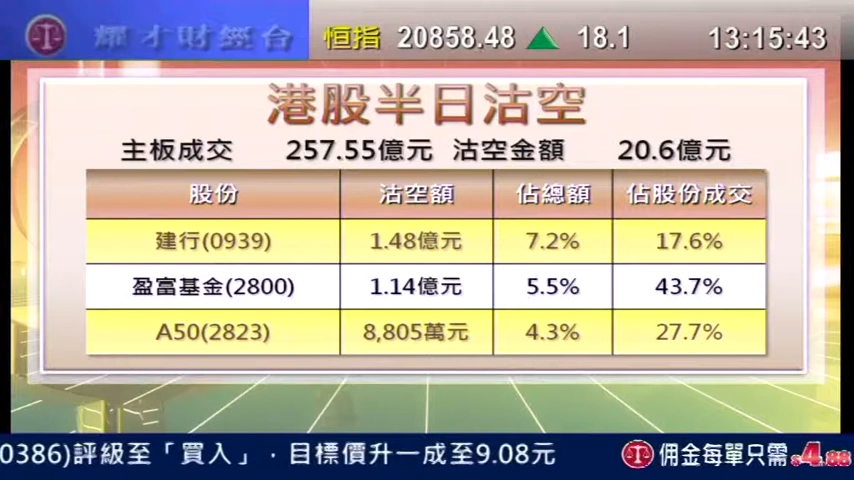 耀才財經台 恒指 20858.48 ▲ 18.1 13:15:43
港股半日沽空
主板成交 257.55億元 沽空金額 20.6億元
股份 沽空額 佔總額 佔股份成交
建行(0939) 1.48億元 7.2% 17.6%
盈富基金(2800) 1.14億元 5.5% 43.7%
A50(2823) 8,805萬元 4.3% 27.7%
0386)評級至「買入」，目標價升一成至9.08元 佣金每單只需 $4.88